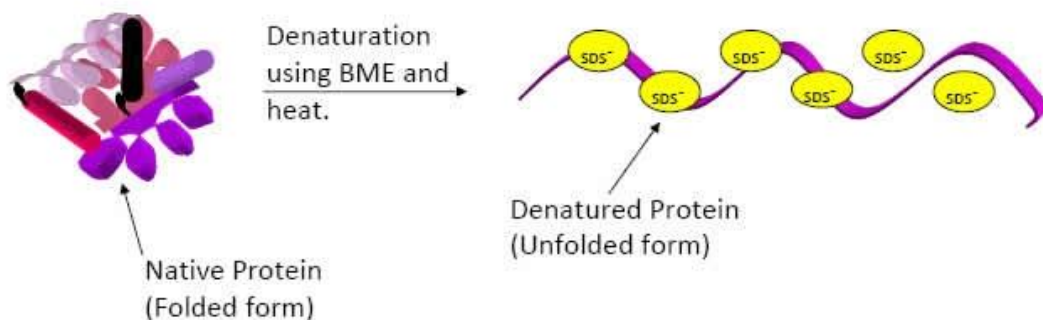 Denaturation
using BME and
heat.
SDS⁻
SDS⁻
SDS⁻
SDS⁻
SDS⁻
SDS⁻
Denatured Protein
(Unfolded form)
Native Protein
(Folded form)